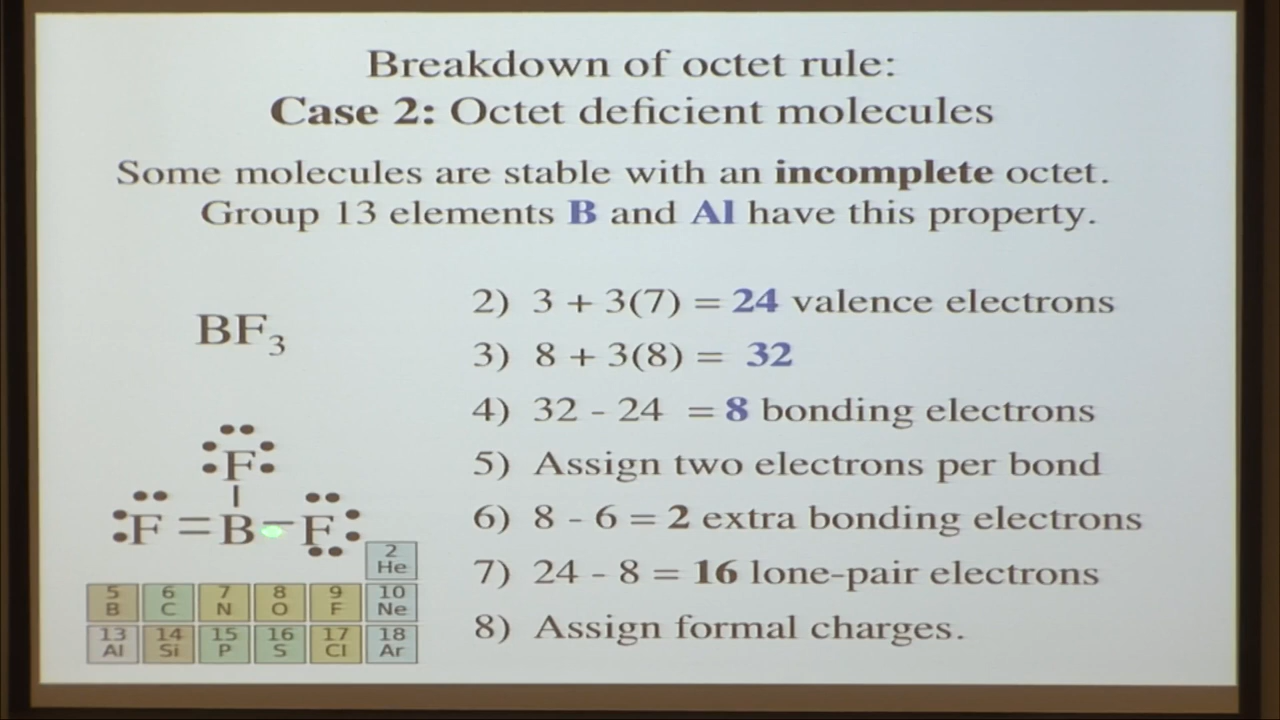 Breakdown of octet rule:
Case 2: Octet deficient molecules
Some molecules are stable with an incomplete octet.
Group 13 elements B and Al have this property.
BF3
2) 3 + 3(7) = 24 valence electrons
3) 8 + 3(8) = 32
4) 32 - 24 = 8 bonding electrons
5) Assign two electrons per bond
6) 8 - 6 = 2 extra bonding electrons
7) 24 - 8 = 16 lone-pair electrons
8) Assign formal charges.
F
F = B - F
2
He
5 6 7 8 9 10
B C N O F Ne
13 14 15 16 17 18
Al Si P S Cl Ar